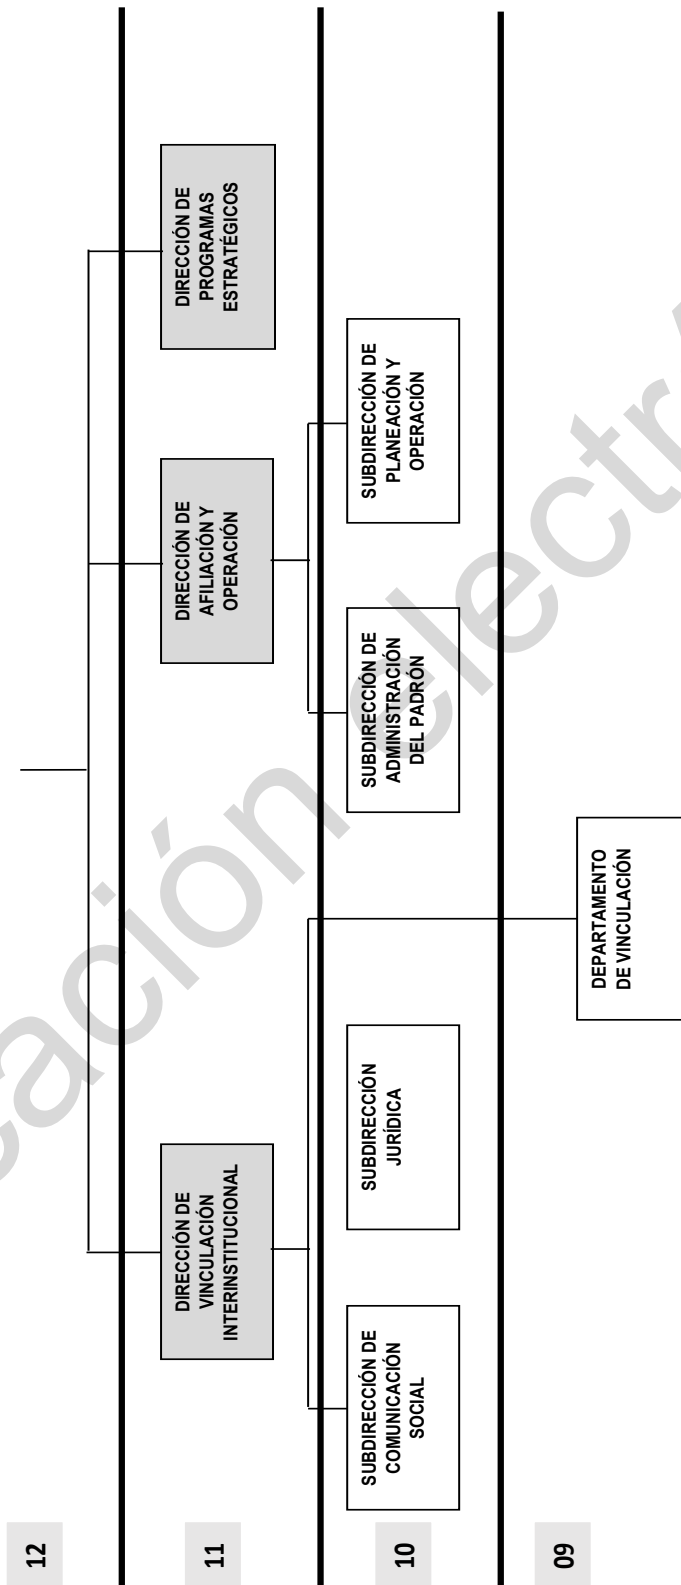 12
11
DIRECCIÓN DE
VINCULACIÓN
INTERINSTITUCIONAL
DIRECCIÓN DE
AFILIACIÓN Y
OPERACIÓN
DIRECCIÓN DE
PROGRAMAS
ESTRATÉGICOS
10
SUBDIRECCIÓN DE
COMUNICACIÓN
SOCIAL
SUBDIRECCIÓN
JURÍDICA
SUBDIRECCIÓN DE
ADMINISTRACIÓN
DEL PADRÓN
SUBDIRECCIÓN DE
PLANEACIÓN Y
OPERACIÓN
09
DEPARTAMENTO
DE VINCULACIÓN